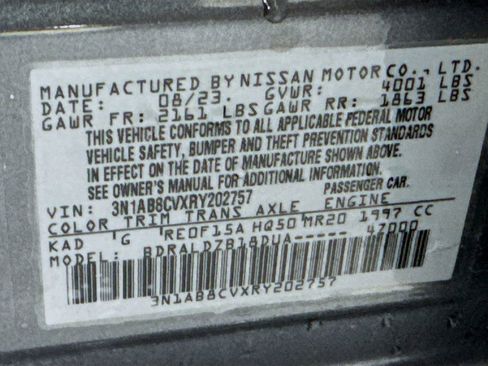 MANUFACTURED BY NISSAN MOTOR CO., LTD.
DATE: 08/23. GVWR: 4001 LBS
GAWR FR: 2161 LBS GAWR RR: 1863 LBS
THIS VEHICLE CONFORMS TO ALL APPLICABLE FEDERAL MOTOR
VEHICLE SAFETY, BUMPER AND THEFT PREVENTION STANDARDS
IN EFFECT ON THE DATE OF MANUFACTURE SHOWN ABOVE.
SEE OWNER'S MANUAL FOR ADDITIONAL INFORMATION.
VIN: 3N1AB8CVXRY202757 PASSENGER CAR.
COLOR TRIM TRANS AXLE ENGINE
KAD G RE0F15A HQ50 MR20 1997 CC
MODEL: BDRALDZB18DUA----- 47000
3N1AB8CVXRY202757